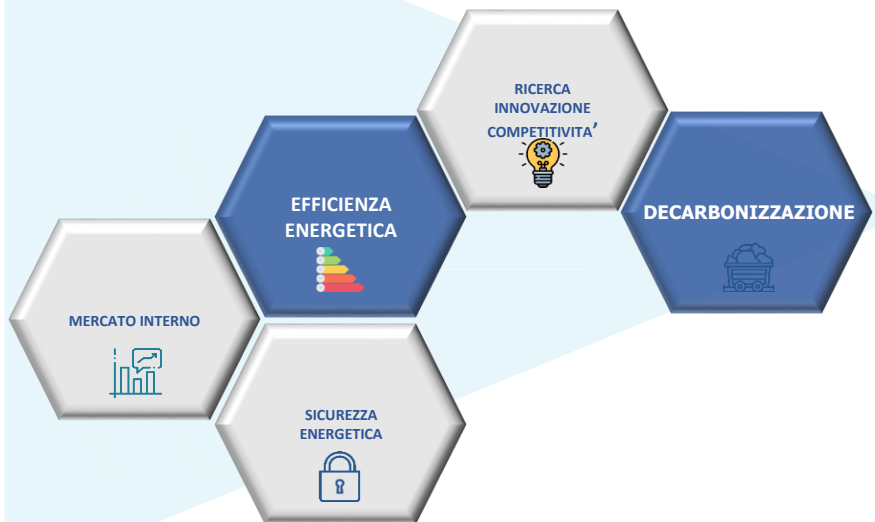 RICERCA
INNOVAZIONE
COMPETITIVITA’
EFFICIENZA
ENERGETICA
DECARBONIZZAZIONE
MERCATO INTERNO
SICUREZZA
ENERGETICA